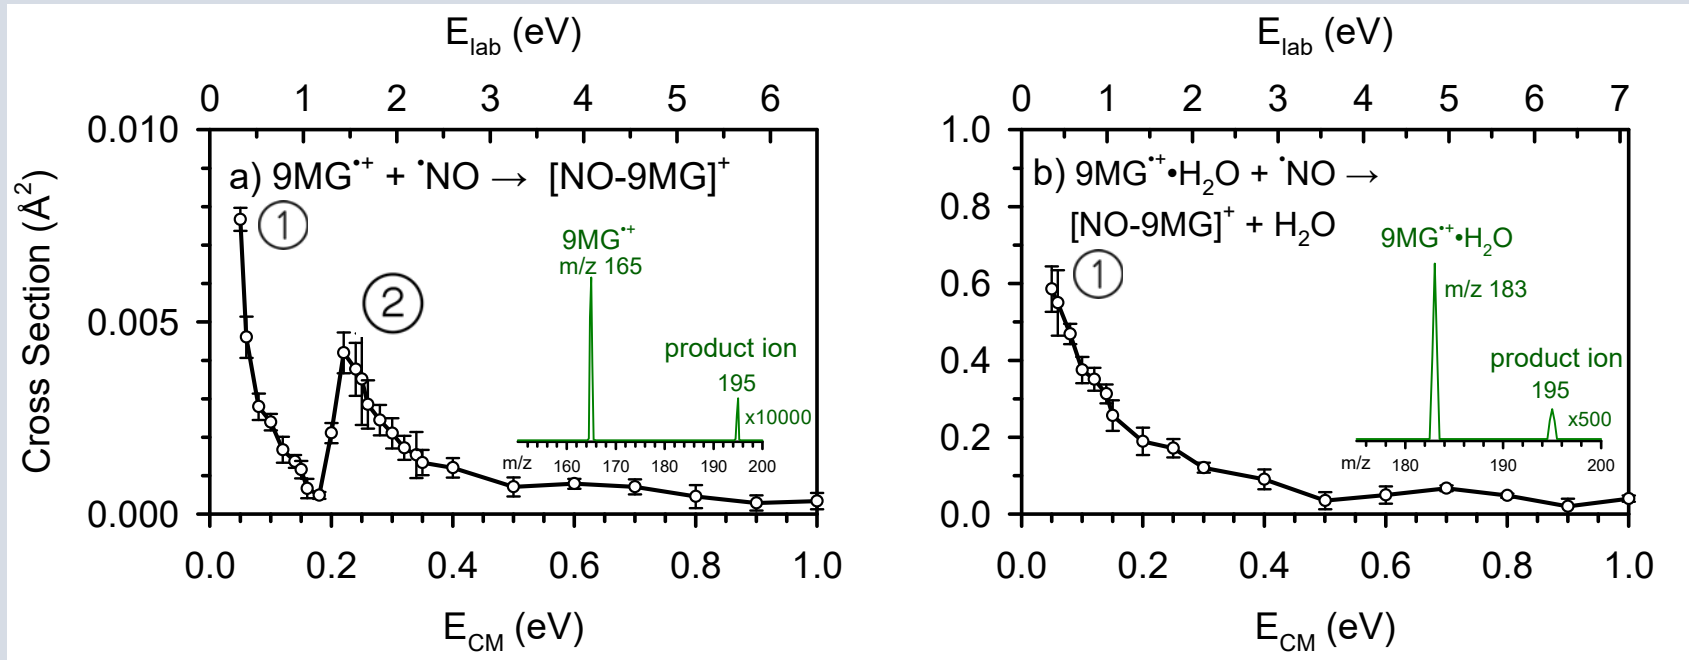 E_lab (eV)
0 1 2 3 4 5 6
0.010
0.005
0.000
Cross Section (Å²)
a) 9MG•⁺ + •NO → [NO-9MG]⁺
①
②
9MG•⁺
m/z 165
product ion
195
x10000
m/z 160 170 180 190 200
0.0 0.2 0.4 0.6 0.8 1.0
E_CM (eV)
E_lab (eV)
0 1 2 3 4 5 6 7
1.0
0.8
0.6
0.4
0.2
0.0
b) 9MG•⁺•H₂O + •NO →
[NO-9MG]⁺ + H₂O
①
9MG•⁺•H₂O
m/z 183
product ion
195
x500
m/z 180 190 200
0.0 0.2 0.4 0.6 0.8 1.0
E_CM (eV)